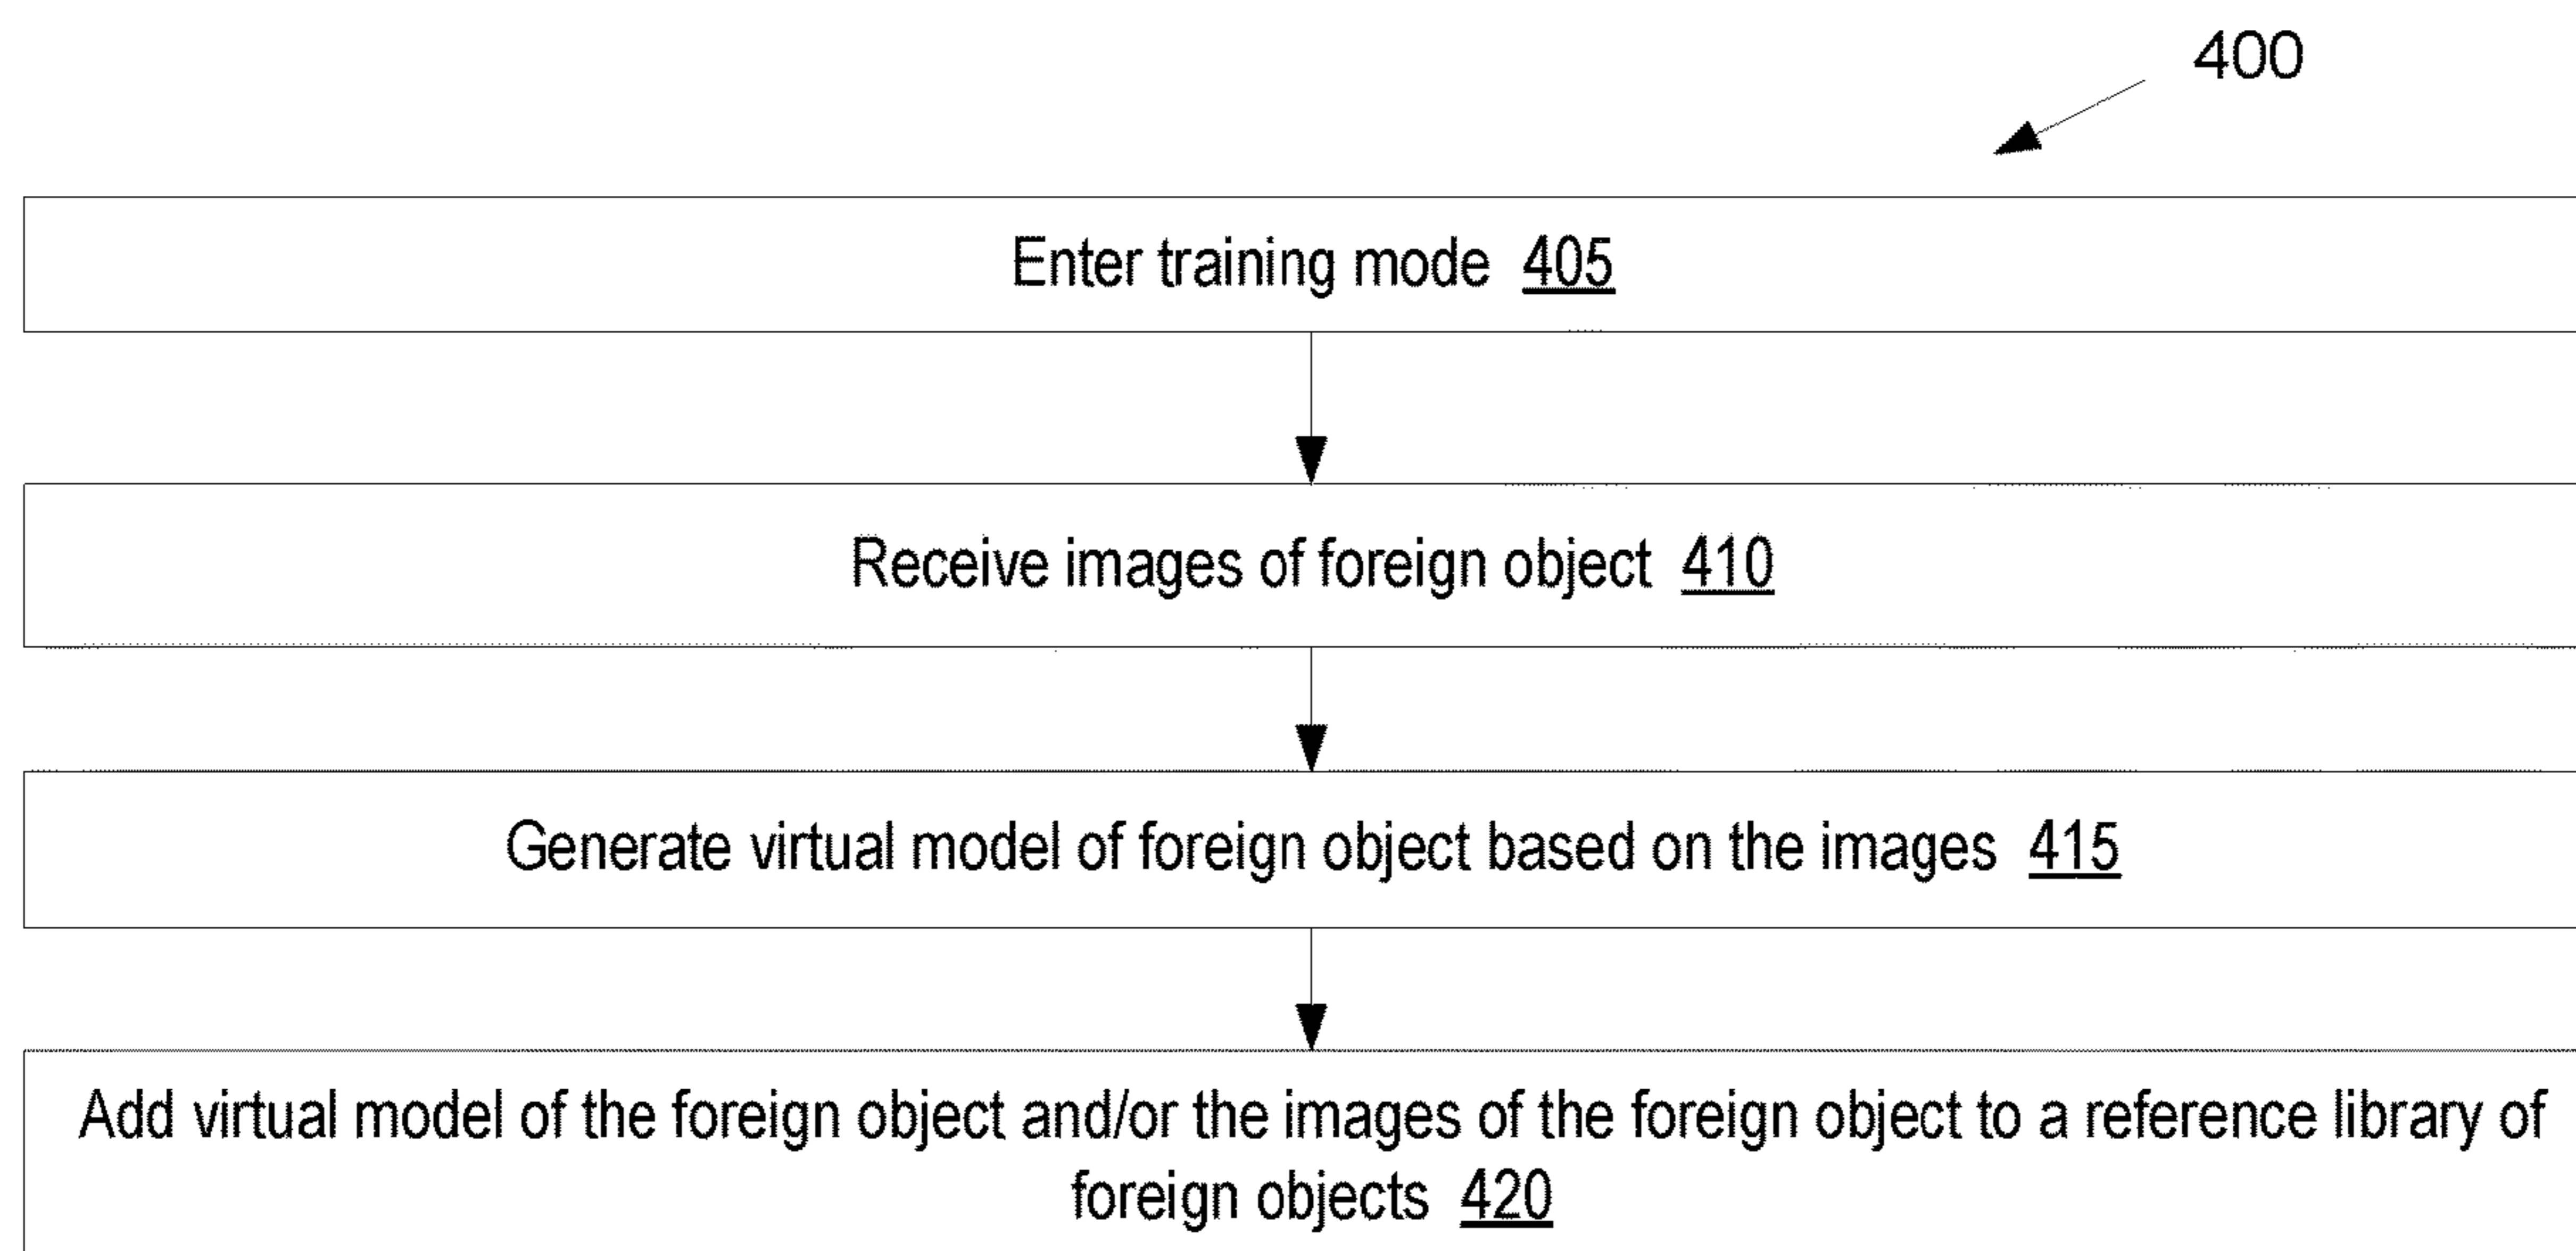 400
Enter training mode 405
Receive images of foreign object 410
Generate virtual model of foreign object based on the images 415
Add virtual model of the foreign object and/or the images of the foreign object to a reference library of
foreign objects 420